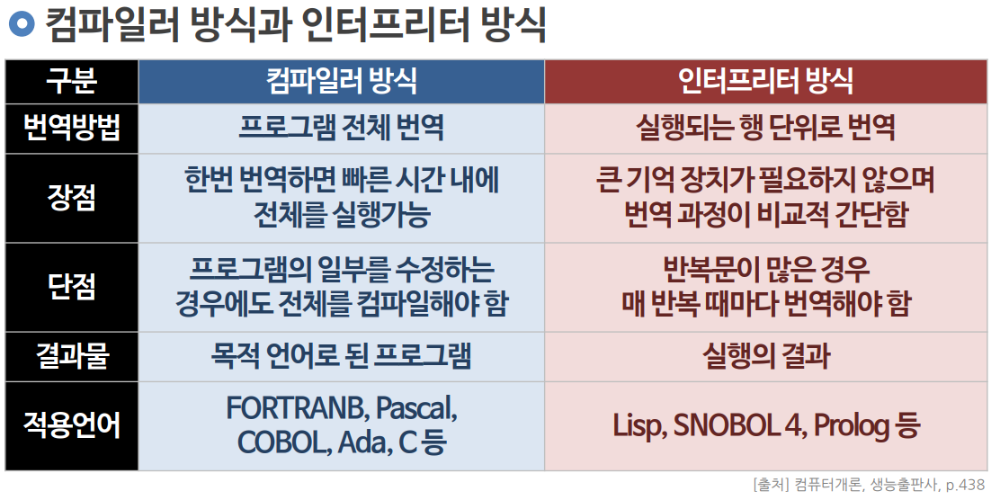 컴파일러 방식과 인터프리터 방식
구분 컴파일러 방식 인터프리터 방식
번역방법 프로그램 전체 번역 실행되는 행 단위로 번역
장점
한번 번역하면 빠른 시간 내에
전체를 실행가능
큰 기억 장치가 필요하지 않으며
번역 과정이 비교적 간단함
단점
프로그램의 일부를 수정하는
경우에도 전체를 컴파일해야 함
반복문이 많은 경우
매 반복 때마다 번역해야 함
결과물 목적 언어로 된 프로그램 실행의 결과
적용언어
FORTRANB, Pascal,
COBOL, Ada, C 등
Lisp, SNOBOL 4, Prolog 등
[출처] 컴퓨터개론, 생능출판사, p.438